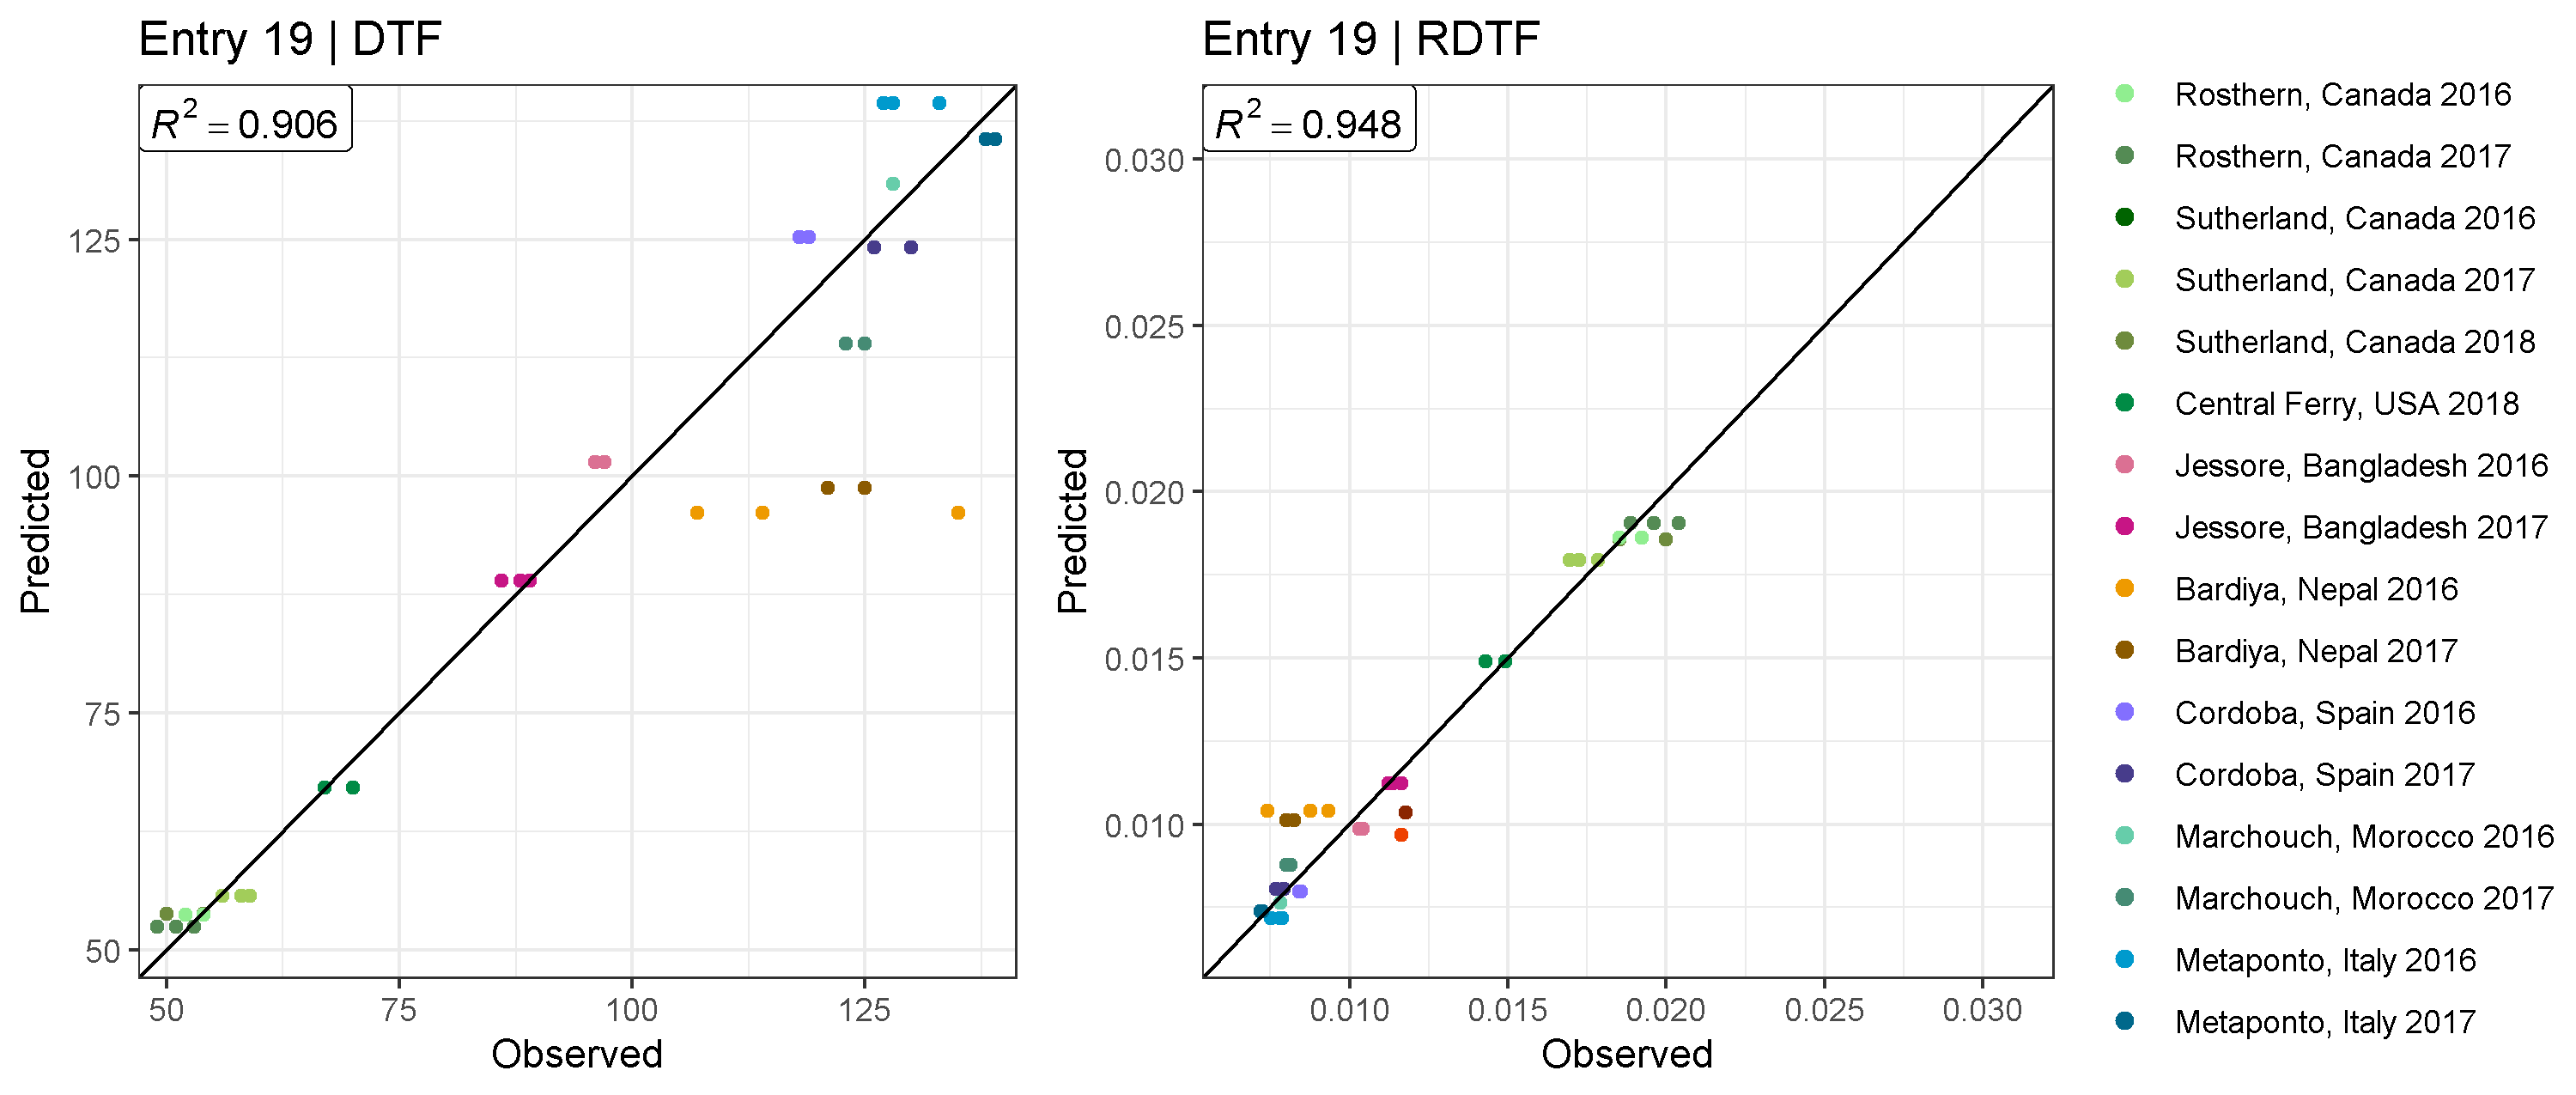 Entry 19 | DTF
R² = 0.906
125
100
75
50
50 75 100 125
Observed
Predicted
Entry 19 | RDTF
R² = 0.948
0.030
0.025
0.020
0.015
0.010
0.010 0.015 0.020 0.025 0.030
Observed
Predicted
Rosthern, Canada 2016
Rosthern, Canada 2017
Sutherland, Canada 2016
Sutherland, Canada 2017
Sutherland, Canada 2018
Central Ferry, USA 2018
Jessore, Bangladesh 2016
Jessore, Bangladesh 2017
Bardiya, Nepal 2016
Bardiya, Nepal 2017
Cordoba, Spain 2016
Cordoba, Spain 2017
Marchouch, Morocco 2016
Marchouch, Morocco 2017
Metaponto, Italy 2016
Metaponto, Italy 2017